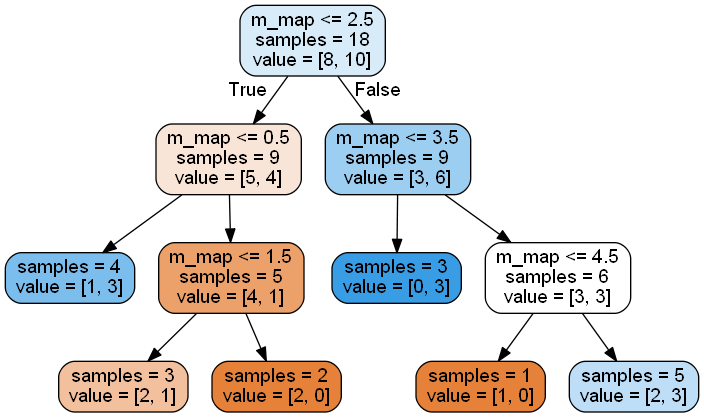 m_map <= 2.5
samples = 18
value = [8, 10]
True
False
m_map <= 0.5
samples = 9
value = [5, 4]
m_map <= 3.5
samples = 9
value = [3, 6]
samples = 4
value = [1, 3]
m_map <= 1.5
samples = 5
value = [4, 1]
samples = 3
value = [0, 3]
m_map <= 4.5
samples = 6
value = [3, 3]
samples = 3
value = [2, 1]
samples = 2
value = [2, 0]
samples = 1
value = [1, 0]
samples = 5
value = [2, 3]